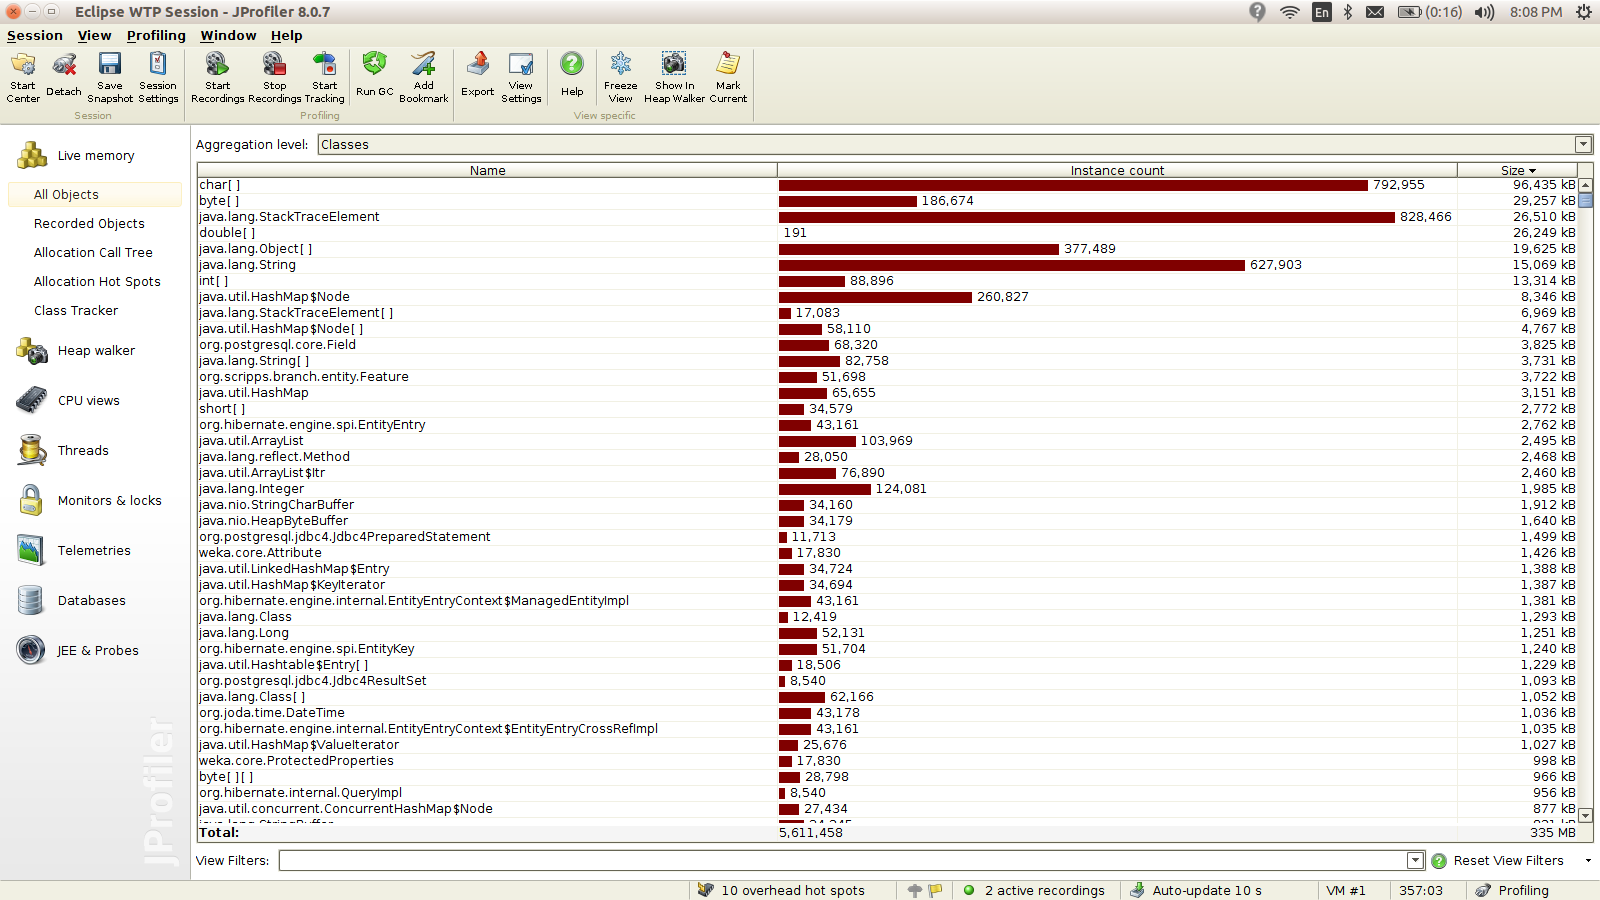 Eclipse WTP Session - JProfiler 8.0.7
En (0:16) 8:08 PM
Session View Profiling Window Help
Start Center Detach Save Snapshot Session Settings Start Recordings Stop Recordings Start Tracking Run GC Add Bookmark Export View Settings Help Freeze View Show In Heap Walker Mark Current
Session Profiling View specific
Live memory
All Objects
Recorded Objects
Allocation Call Tree
Allocation Hot Spots
Class Tracker
Heap walker
CPU views
Threads
Monitors & locks
Telemetries
Databases
JEE & Probes
JProfiler
Aggregation level: Classes
Name Instance count Size
char[ ] 792,955 96,435 kB
byte[ ] 186,674 29,257 kB
java.lang.StackTraceElement 828,466 26,510 kB
double[ ] 191 26,249 kB
java.lang.Object[ ] 377,489 19,625 kB
java.lang.String 627,903 15,069 kB
int[ ] 88,896 13,314 kB
java.util.HashMap$Node 260,827 8,346 kB
java.lang.StackTraceElement[ ] 17,083 6,969 kB
java.util.HashMap$Node[ ] 58,110 4,767 kB
org.postgresql.core.Field 68,320 3,825 kB
java.lang.String[ ] 82,758 3,731 kB
org.scripps.branch.entity.Feature 51,698 3,722 kB
java.util.HashMap 65,655 3,151 kB
short[ ] 34,579 2,772 kB
org.hibernate.engine.spi.EntityEntry 43,161 2,762 kB
java.util.ArrayList 103,969 2,495 kB
java.lang.reflect.Method 28,050 2,468 kB
java.util.ArrayList$Itr 76,890 2,460 kB
java.lang.Integer 124,081 1,985 kB
java.nio.StringCharBuffer 34,160 1,912 kB
java.nio.HeapByteBuffer 34,179 1,640 kB
org.postgresql.jdbc4.Jdbc4PreparedStatement 11,713 1,499 kB
weka.core.Attribute 17,830 1,426 kB
java.util.LinkedHashMap$Entry 34,724 1,388 kB
java.util.HashMap$KeyIterator 34,694 1,387 kB
org.hibernate.engine.internal.EntityEntryContext$ManagedEntityImpl 43,161 1,381 kB
java.lang.Class 12,419 1,293 kB
java.lang.Long 52,131 1,251 kB
org.hibernate.engine.spi.EntityKey 51,704 1,240 kB
java.util.Hashtable$Entry[ ] 18,506 1,229 kB
org.postgresql.jdbc4.Jdbc4ResultSet 8,540 1,093 kB
java.lang.Class[ ] 62,166 1,052 kB
org.joda.time.DateTime 43,178 1,036 kB
org.hibernate.engine.internal.EntityEntryContext$EntityEntryCrossRefImpl 43,161 1,035 kB
java.util.HashMap$ValueIterator 25,676 1,027 kB
weka.core.ProtectedProperties 17,830 998 kB
byte[ ][ ] 28,798 966 kB
org.hibernate.internal.QueryImpl 8,540 956 kB
java.util.concurrent.ConcurrentHashMap$Node 27,434 877 kB
Total: 5,611,458 335 MB
View Filters: Reset View Filters
10 overhead hot spots 2 active recordings Auto-update 10 s VM #1 357:03 Profiling